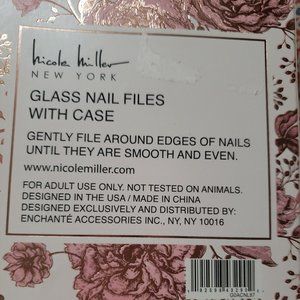 nicole miller
NEW YORK
GLASS NAIL FILES
WITH CASE
GENTLY FILE AROUND EDGES OF NAILS
UNTIL THEY ARE SMOOTH AND EVEN.
www.nicolemiller.com
FOR ADULT USE ONLY. NOT TESTED ON ANIMALS.
DESIGNED IN THE USA / MADE IN CHINA
DESIGNED EXCLUSIVELY AND DISTRIBUTED BY:
ENCHANTÉ ACCESSORIES INC., NY, NY 10016